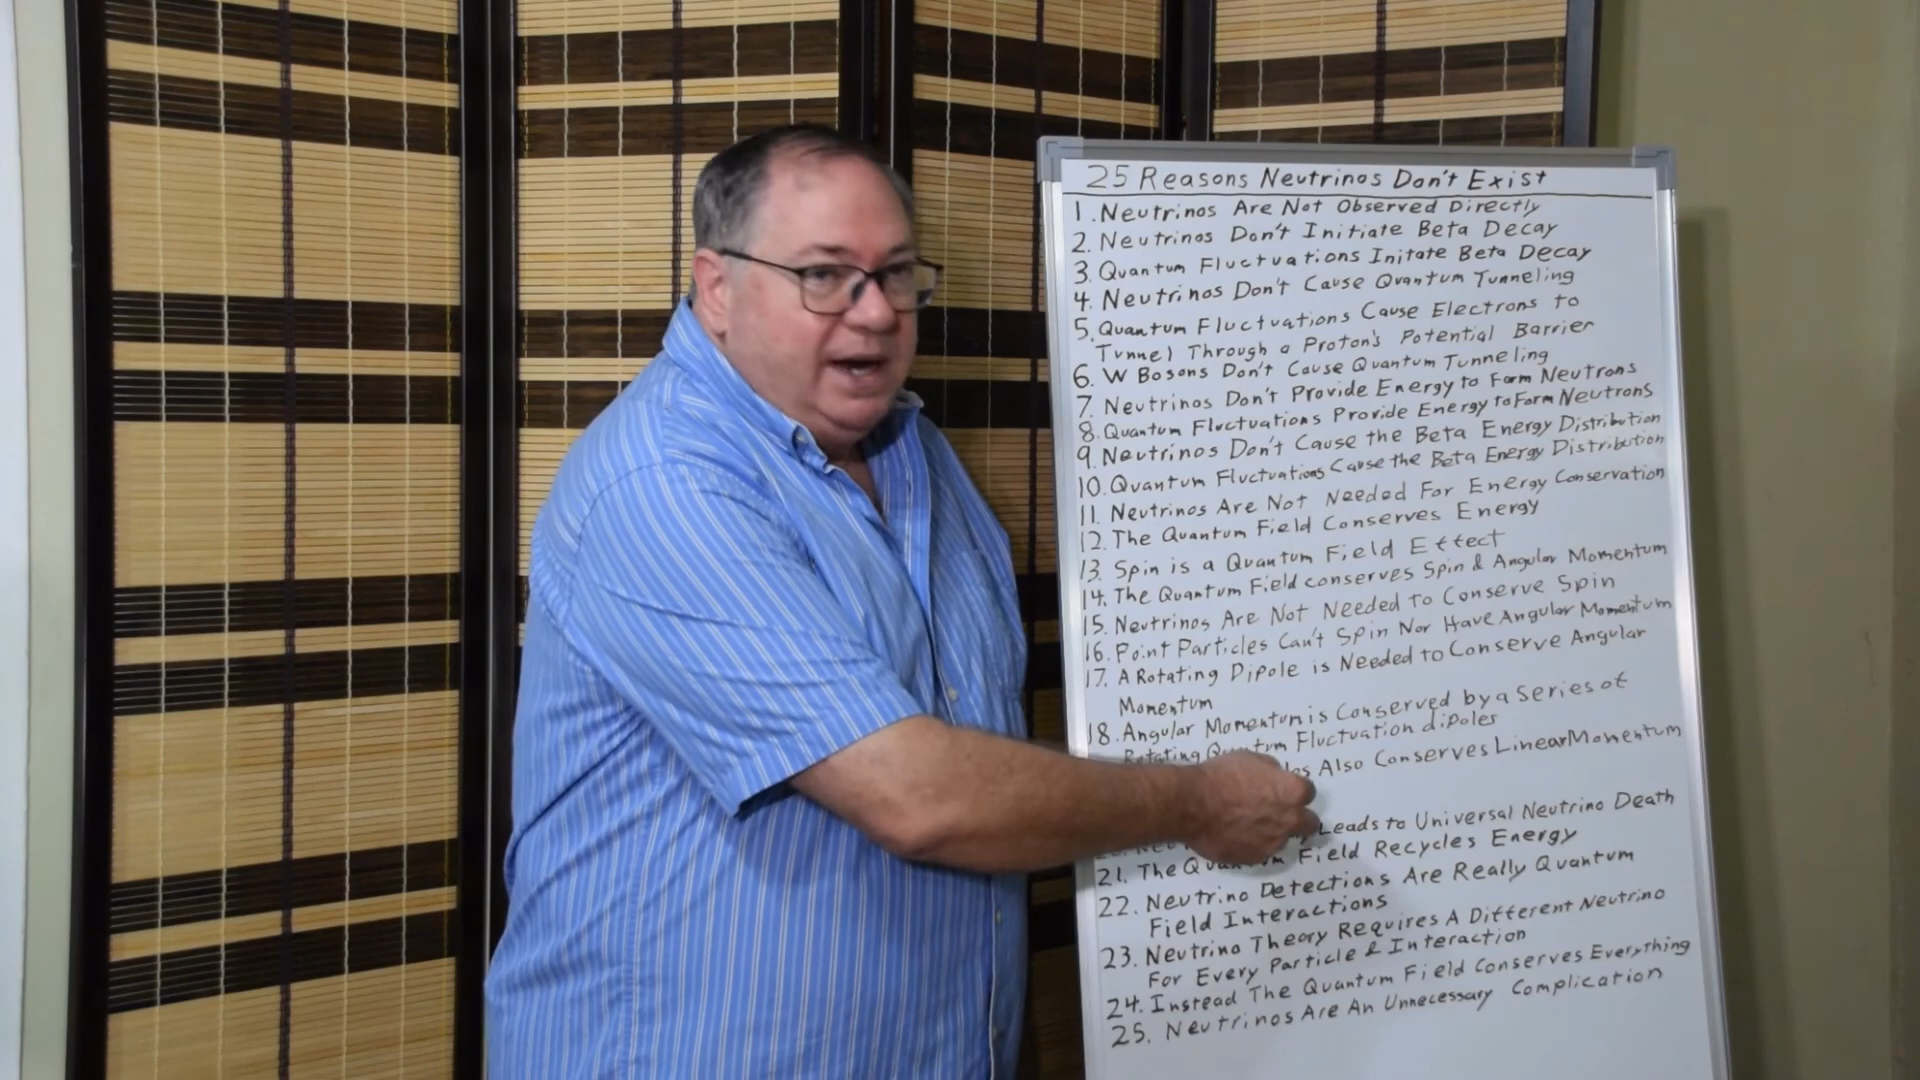 25 Reasons Neutrinos Don't Exist
1. Neutrinos Are Not Observed Directly
2. Neutrinos Don't Initiate Beta Decay
3. Quantum Fluctuations Initate Beta Decay
4. Neutrinos Don't Cause Quantum Tunneling
5. Quantum Fluctuations Cause Electrons to
Tunnel Through a Proton's Potential Barrier
6. W Bosons Don't Cause Quantum Tunneling
7. Neutrinos Don't Provide Energy to Form Neutrons
8. Quantum Fluctuations Provide Energy to Form Neutrons
9. Neutrinos Don't Cause the Beta Energy Distribution
10. Quantum Fluctuations Cause the Beta Energy Distribution
11. Neutrinos Are Not Needed For Energy Conservation
12. The Quantum Field Conserves Energy
13. Spin is a Quantum Field Effect
14. The Quantum Field conserves Spin & Angular Momentum
15. Neutrinos Are Not Needed to Conserve Spin
16. Point Particles Can't Spin Nor Have Angular Momentum
17. A Rotating Dipole is Needed to Conserve Angular
Momentum
18. Angular Momentum is Conserved by a Series of
Rotating Quantum Fluctuation dipoles
Also Conserves Linear Momentum
Leads to Universal Neutrino Death
21. The Quantum Field Recycles Energy
22. Neutrino Detections Are Really Quantum
Field Interactions
23. Neutrino Theory Requires A Different Neutrino
For Every Particle & Interaction
24. Instead The Quantum Field Conserves Everything
25. Neutrinos Are An Unnecessary Complication